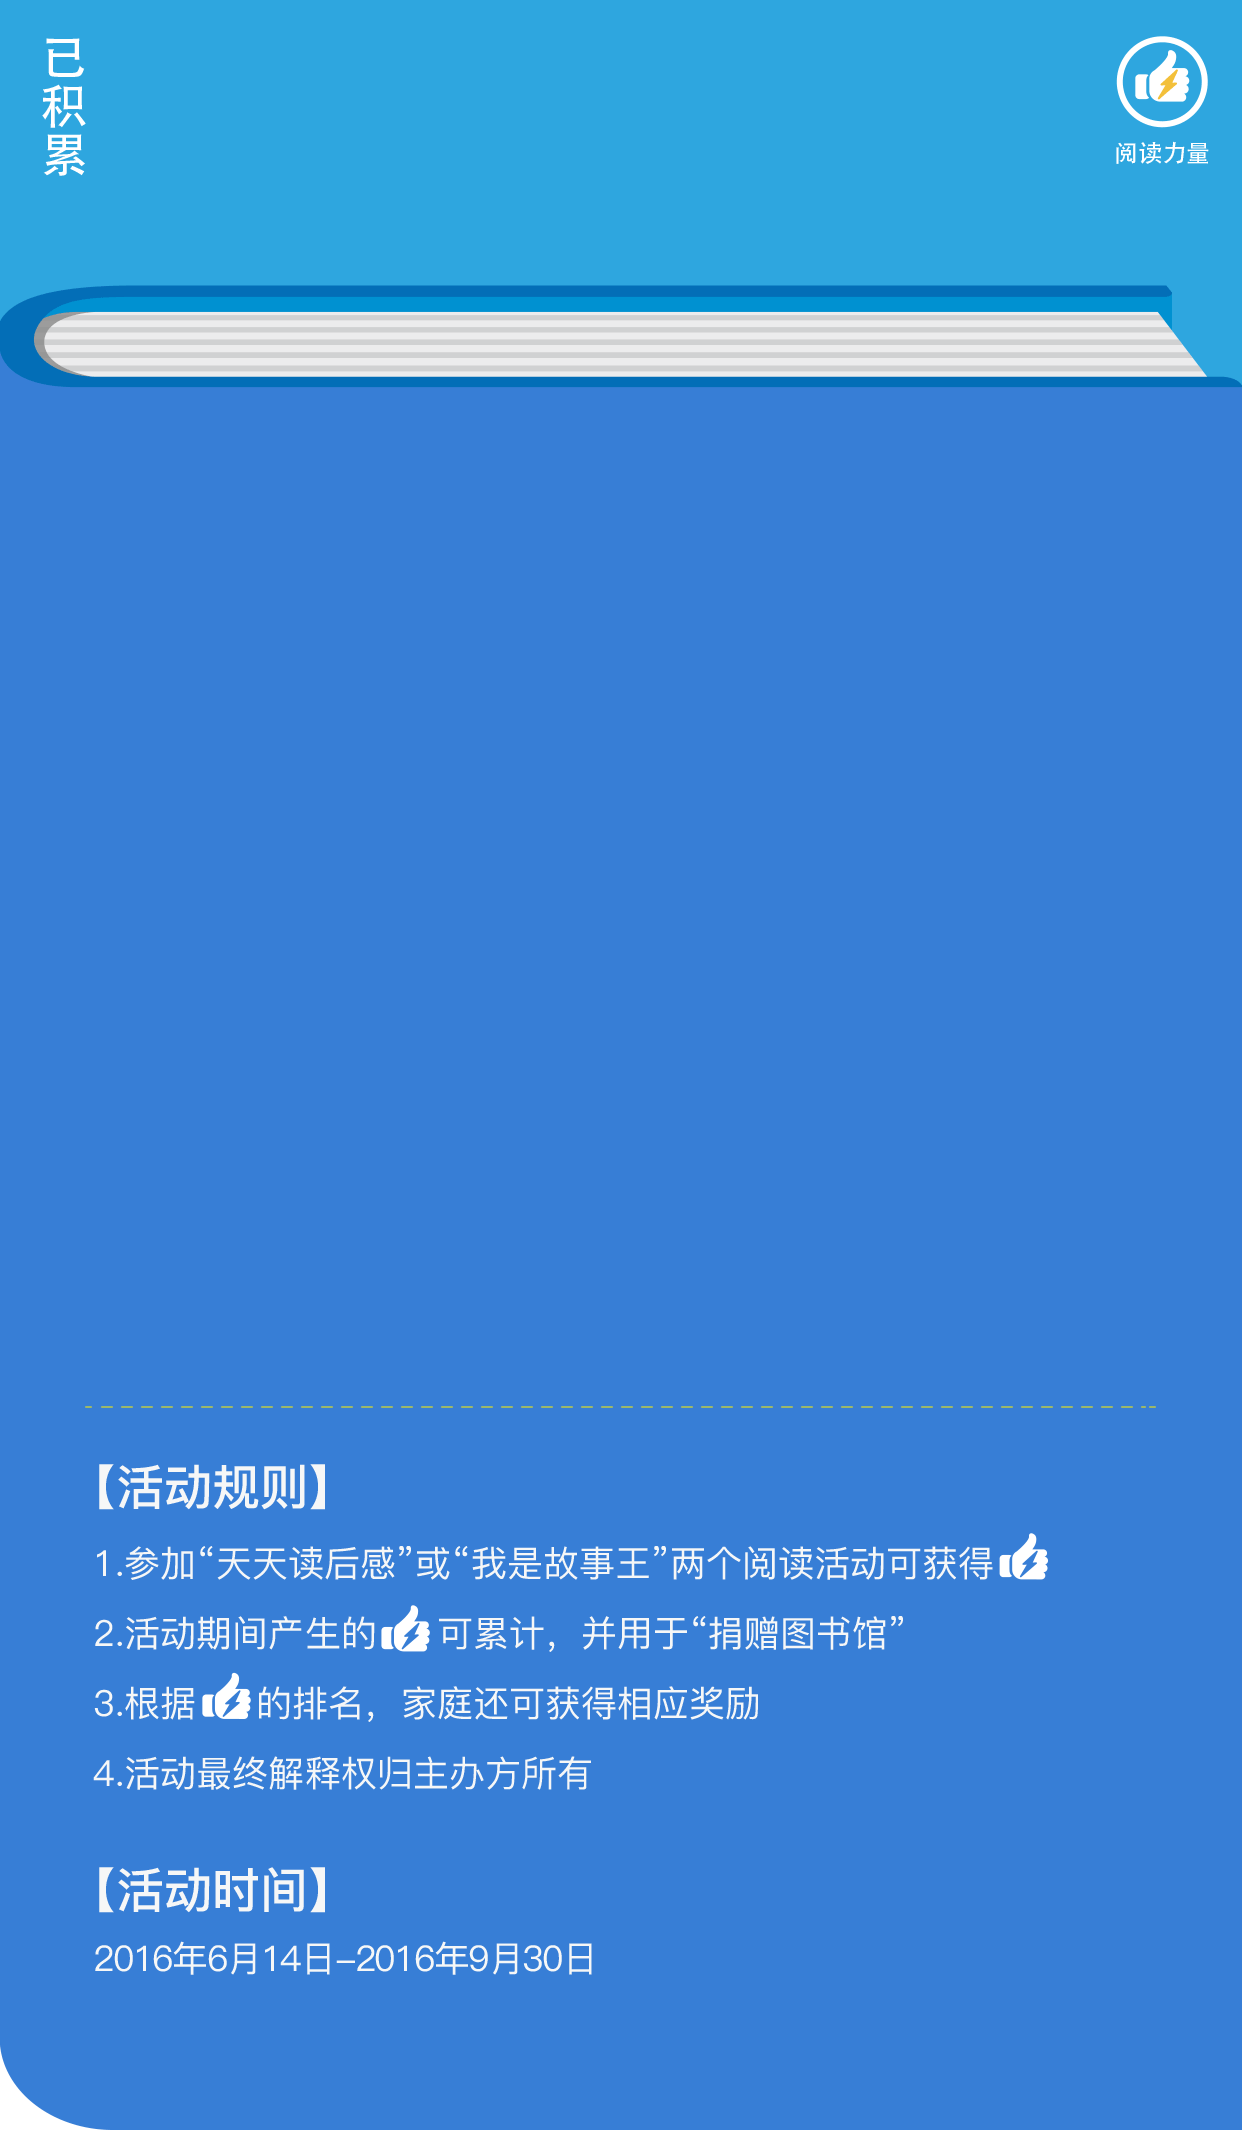 已积累
阅读力量
【活动规则】
1.参加“天天读后感”或“我是故事王”两个阅读活动可获得
2.活动期间产生的 可累计，并用于“捐赠图书馆”
3.根据 的排名，家庭还可获得相应奖励
4.活动最终解释权归主办方所有
【活动时间】
2016年6月14日-2016年9月30日